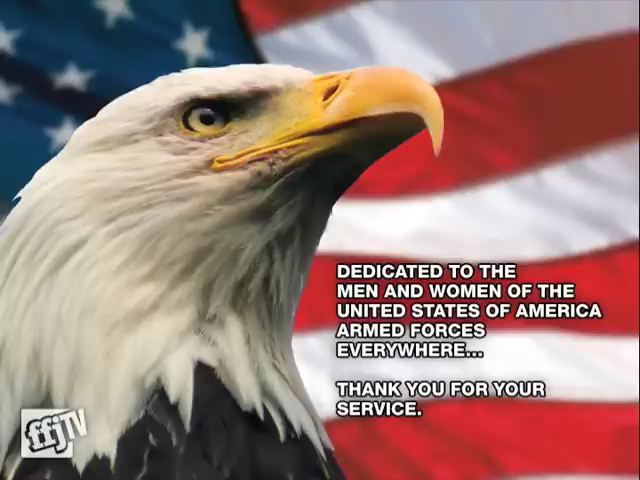 DEDICATED TO THE
MEN AND WOMEN OF THE
UNITED STATES OF AMERICA
ARMED FORCES
EVERYWHERE...
THANK YOU FOR YOUR
SERVICE.
ffjTV